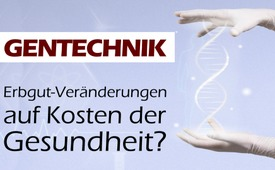 GENTECHNIK
Erbgut-Veränderungen
auf Kosten der
Gesundheit?